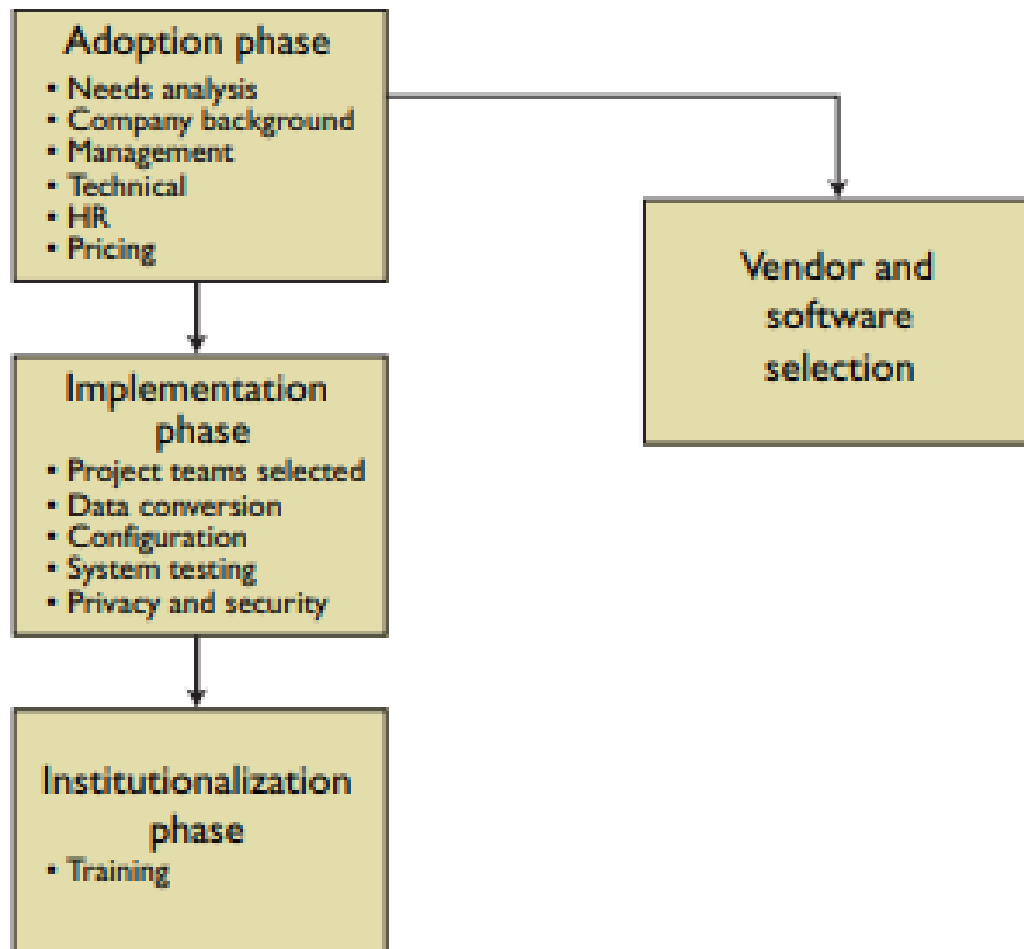 Adoption phase
• Needs analysis
• Company background
• Management
• Technical
• HR
• Pricing
Vendor and
software
selection
Implementation
phase
• Project teams selected
• Data conversion
• Configuration
• System testing
• Privacy and security
Institutionalization
phase
• Training